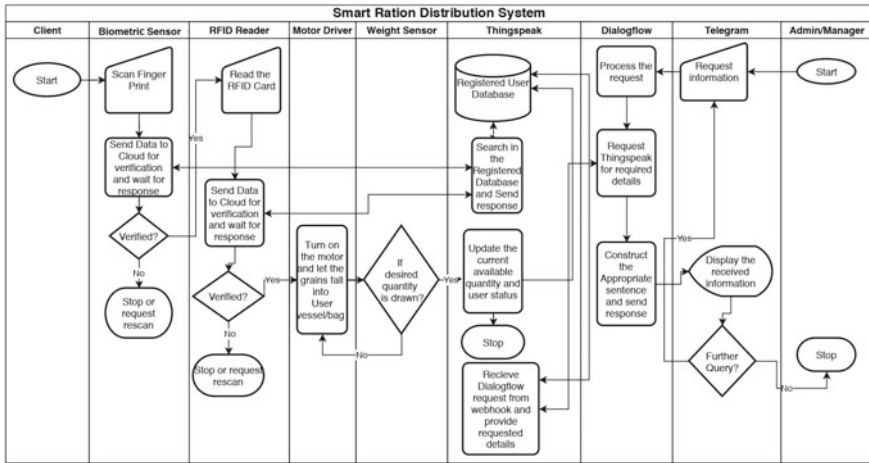 Smart Ration Distribution System
Client
Biometric Sensor
RFID Reader
Motor Driver
Weight Sensor
Thingspeak
Dialogflow
Telegram
Admin/Manager
Start
Scan Finger
Print
Send Data to
Cloud for
verification
and wait for
response
Verified?
No
Stop or
request
rescan
Yes
Read the
RFID Card
Send Data
to Cloud for
verification
and wait for
response
Verified?
Yes
No
Stop or request
rescan
Turn on
the motor
and let the
grains fall
into
User
vessel/bag
If
desired
quantity
is drawn?
No
Yes
Registered User
Database
Search in
the
Registered
Database
and Send
response
Update the
current
available
quantity and
user status
Stop
Recieve
Dialogflow
request from
webhook and
provide
requested
details
Process the
request
Request
Thingspeak
for required
details
Construct
the
Appropriate
sentence
and send
response
Request
information
Yes
Display the
received
information
Further
Query?
No
Start
Stop